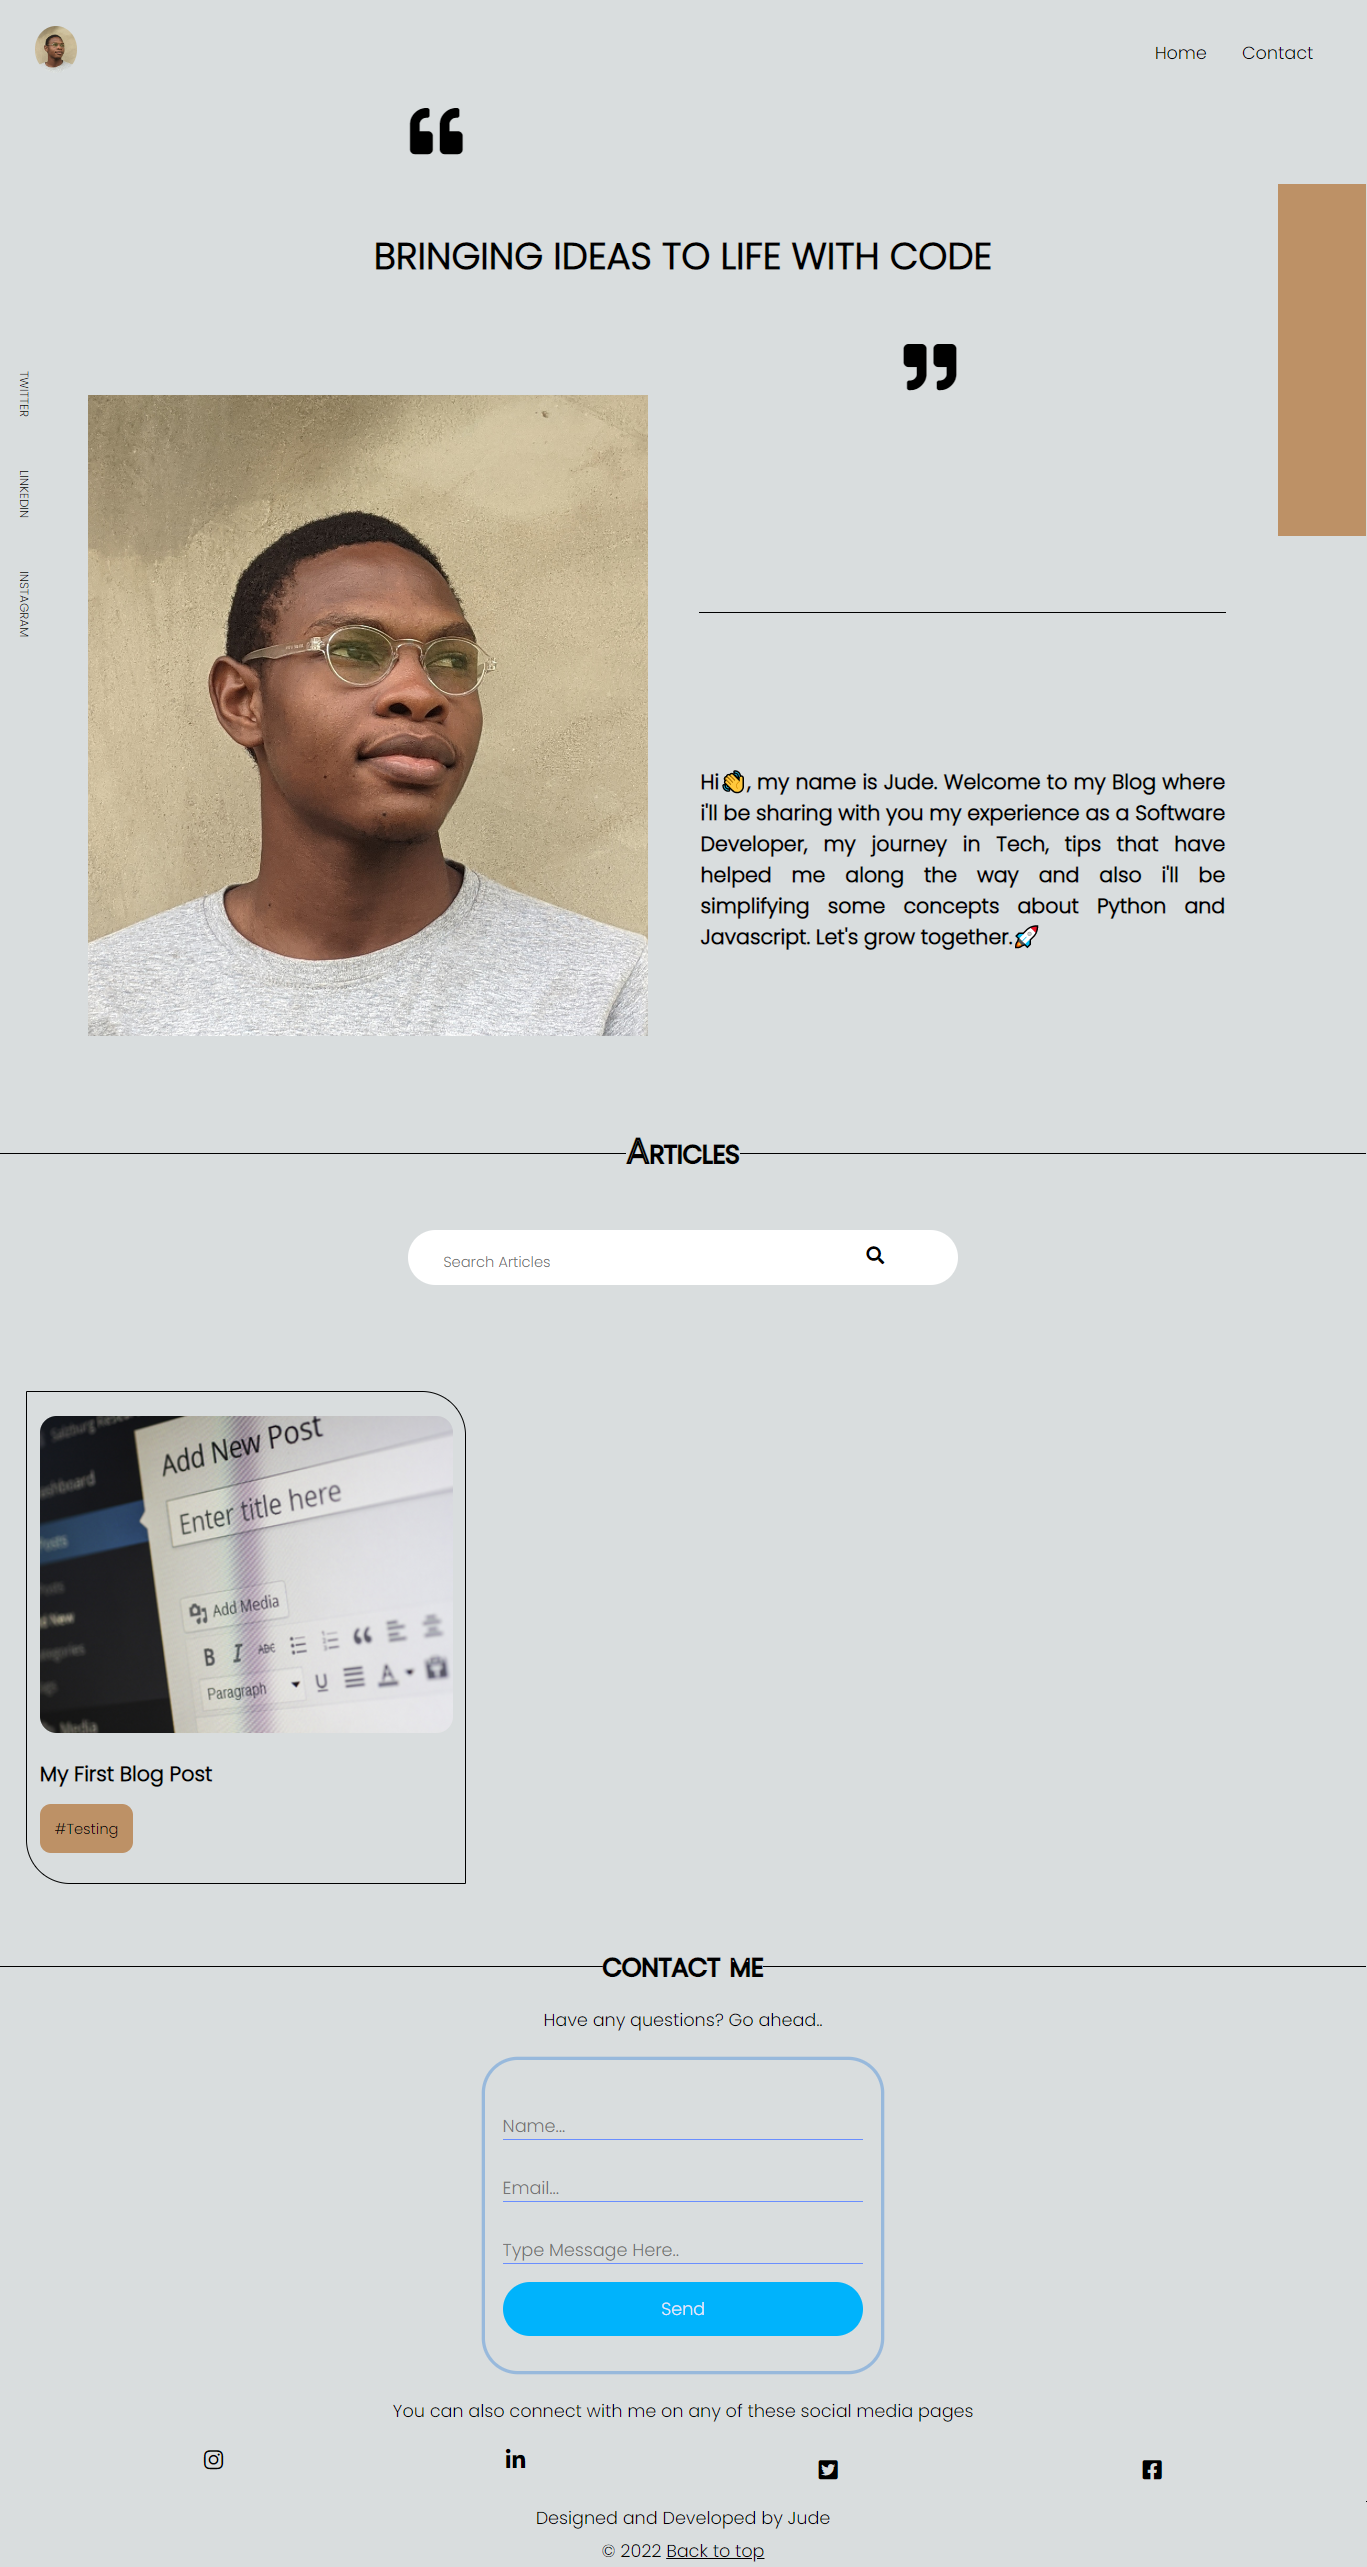 Home Contact
BRINGING IDEAS TO LIFE WITH CODE
TWITTER
LINKEDIN
INSTAGRAM
Hi👋, my name is Jude. Welcome to my Blog where
i'll be sharing with you my experience as a Software
Developer, my journey in Tech, tips that have
helped me along the way and also i'll be
simplifying some concepts about Python and
Javascript. Let's grow together.🚀
Articles
Search Articles
Add New Post
Enter title here
Add Media
B I ABC
Paragraph U A
Media
My First Blog Post
#Testing
CONTACT ME
Have any questions? Go ahead..
Name...
Email...
Type Message Here..
Send
You can also connect with me on any of these social media pages
Designed and Developed by Jude
© 2022 Back to top